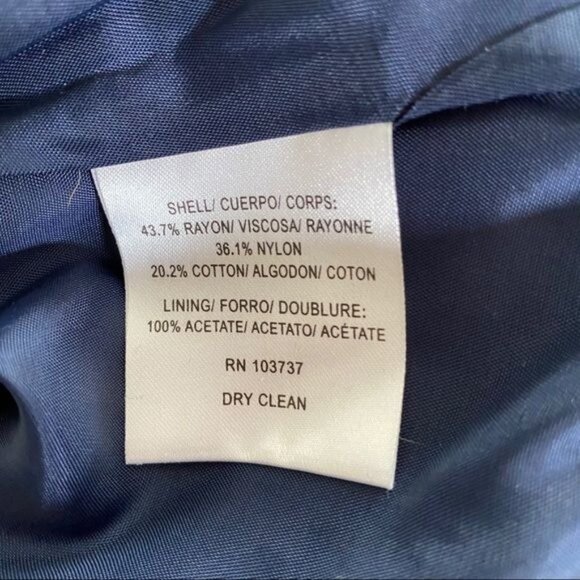 SHELL/ CUERPO/ CORPS:
43.7% RAYON/ VISCOSA/ RAYONNE
36.1% NYLON
20.2% COTTON/ ALGODON/ COTON
LINING/ FORRO/ DOUBLURE:
100% ACETATE/ ACETATO/ ACÉTATE
RN 103737
DRY CLEAN